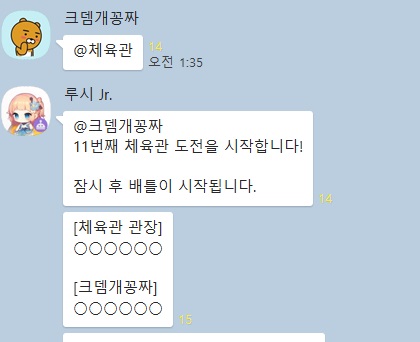 크뎀개꽁짜
@체육관
14
오전 1:35
루시 Jr.
@크뎀개꽁짜
11번째 체육관 도전을 시작합니다!
잠시 후 배틀이 시작됩니다.
14
[체육관 관장]
○○○○○○
[크뎀개꽁짜]
○○○○○○
15